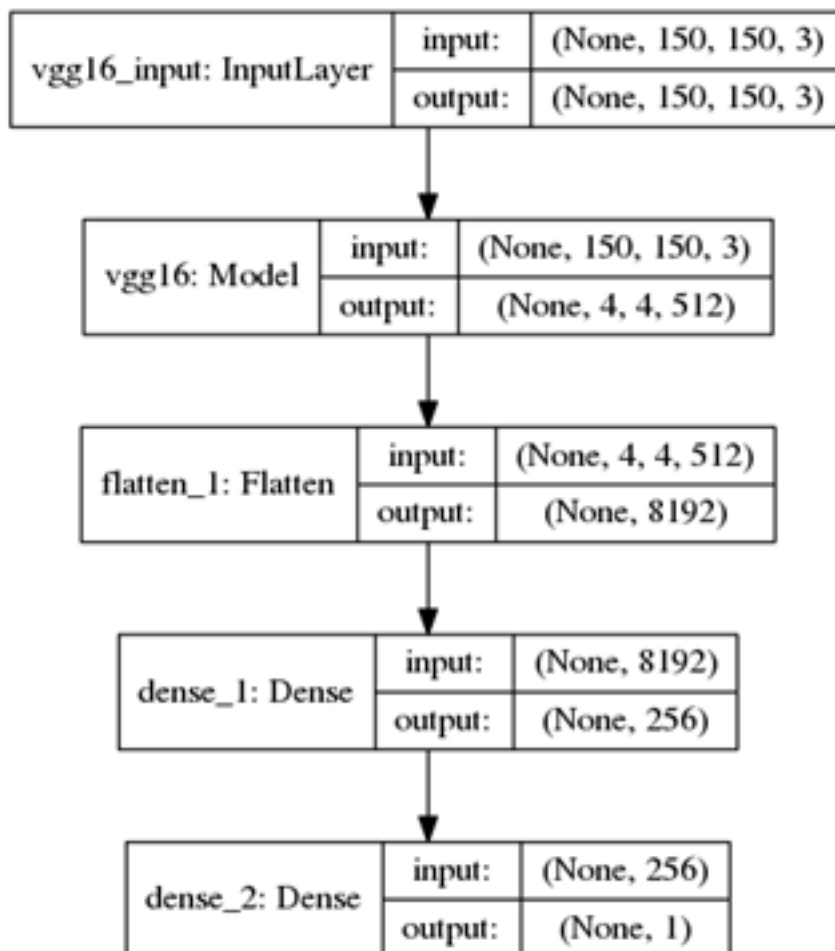 vgg16_input: InputLayer
input: (None, 150, 150, 3)
output: (None, 150, 150, 3)
vgg16: Model
input: (None, 150, 150, 3)
output: (None, 4, 4, 512)
flatten_1: Flatten
input: (None, 4, 4, 512)
output: (None, 8192)
dense_1: Dense
input: (None, 8192)
output: (None, 256)
dense_2: Dense
input: (None, 256)
output: (None, 1)